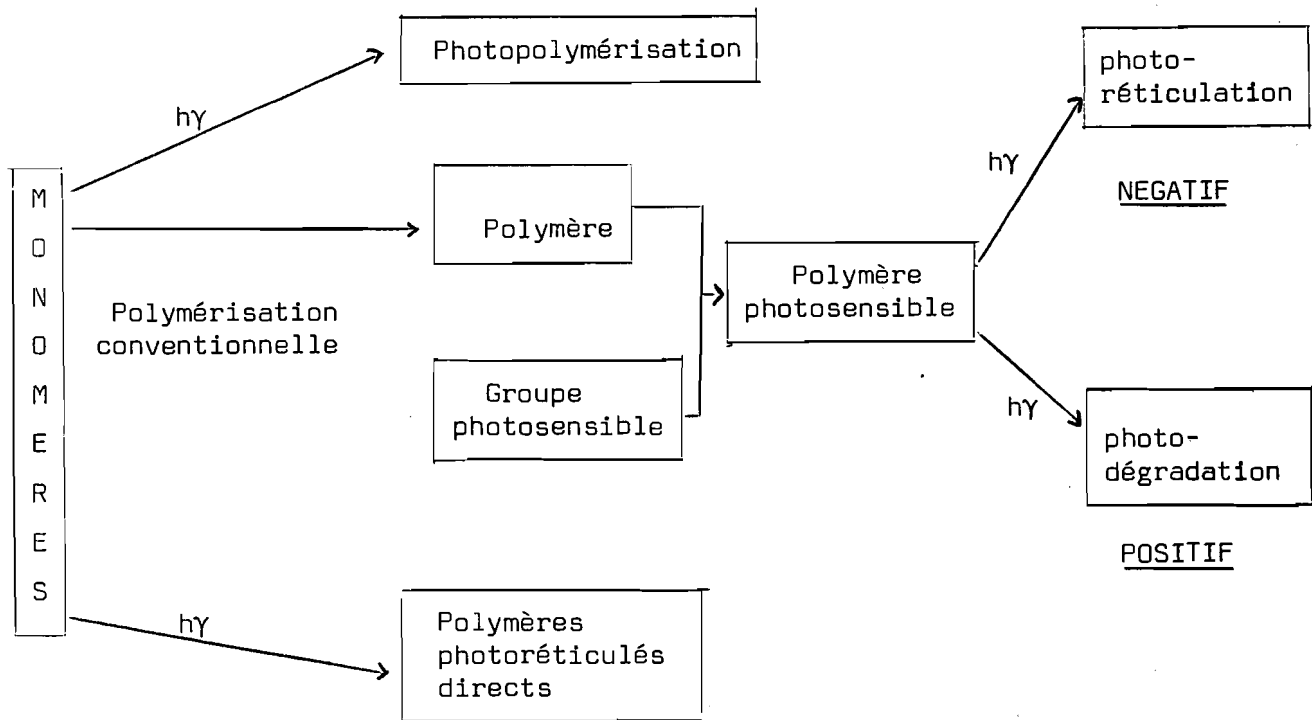 Photopolymérisation
photo-
réticulation
hγ
hγ
NEGATIF
M
O
N
O
M
E
R
E
S
Polymère
Polymère
photosensible
Polymérisation
conventionnelle
Groupe
photosensible
hγ
photo-
dégradation
POSITIF
hγ
Polymères
photoréticulés
directs